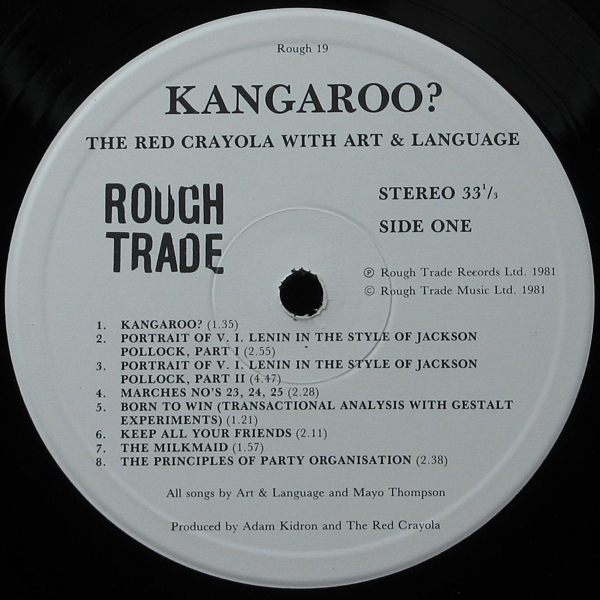 Rough 19
KANGAROO?
THE RED CRAYOLA WITH ART & LANGUAGE
ROUGH
TRADE
STEREO 33 1/3
SIDE ONE
℗ Rough Trade Records Ltd. 1981
© Rough Trade Music Ltd. 1981
1. KANGAROO? (1.35)
2. PORTRAIT OF V. I. LENIN IN THE STYLE OF JACKSON
POLLOCK, PART I (2.55)
3. PORTRAIT OF V. I. LENIN IN THE STYLE OF JACKSON
POLLOCK, PART II (4.47)
4. MARCHES NO'S 23, 24, 25 (2.28)
5. BORN TO WIN (TRANSACTIONAL ANALYSIS WITH GESTALT
EXPERIMENTS) (1.21)
6. KEEP ALL YOUR FRIENDS (2.11)
7. THE MILKMAID (1.57)
8. THE PRINCIPLES OF PARTY ORGANISATION (2.38)
All songs by Art & Language and Mayo Thompson
Produced by Adam Kidron and The Red Crayola